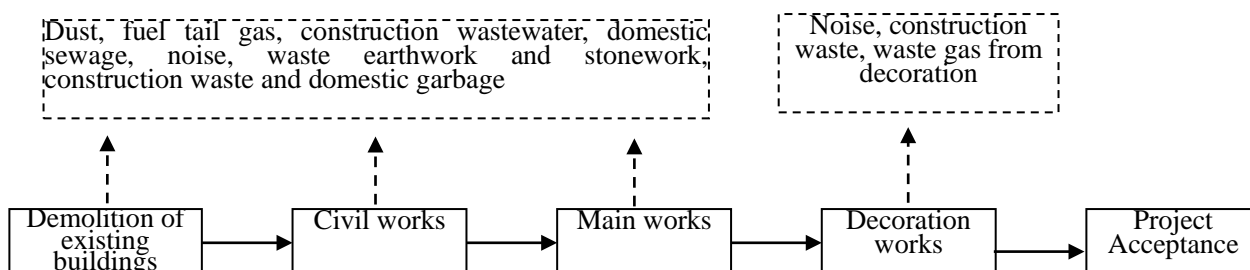 Dust, fuel tail gas, construction wastewater, domestic
sewage, noise, waste earthwork and stonework,
construction waste and domestic garbage
Noise, construction
waste, waste gas from
decoration
Demolition of
existing
buildings
Civil works
Main works
Decoration
works
Project
Acceptance